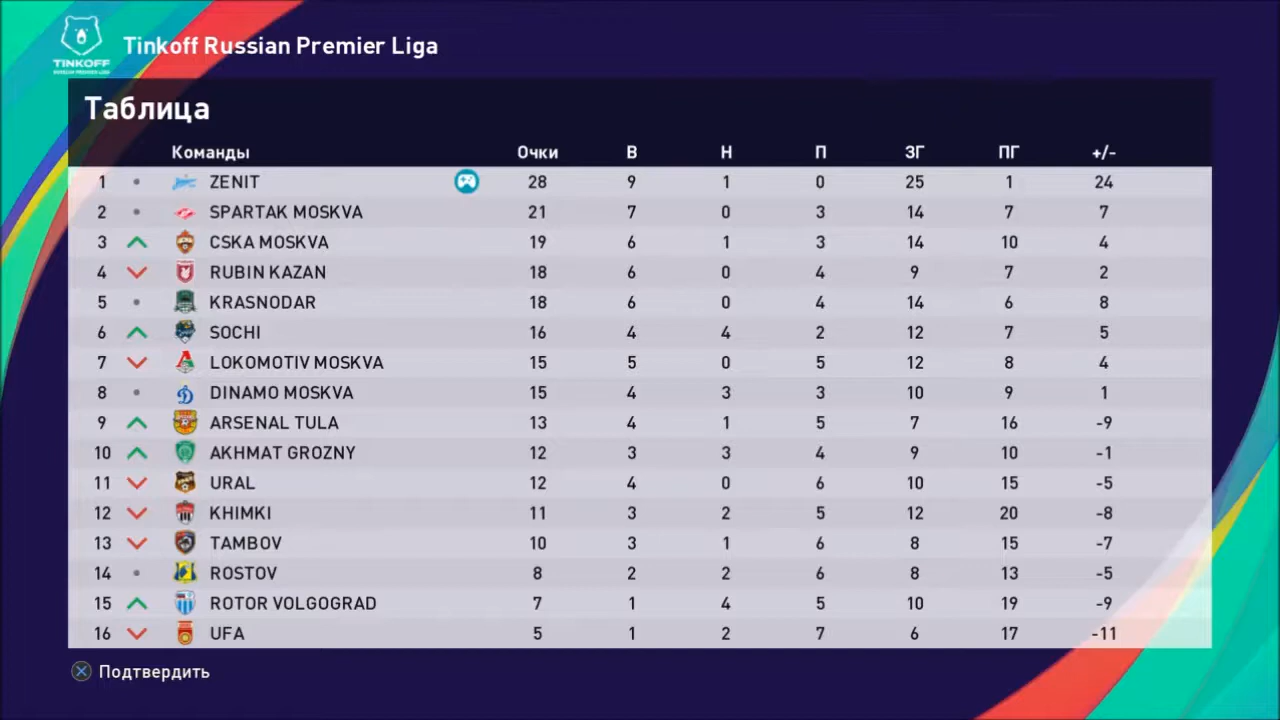 Tinkoff Russian Premier Liga
TINKOFF
RUSSIAN PREMIER LIGA
Таблица
Команды Очки В Н П ЗГ ПГ +/-
1 ZENIT 28 9 1 0 25 1 24
2 SPARTAK MOSKVA 21 7 0 3 14 7 7
3 CSKA MOSKVA 19 6 1 3 14 10 4
4 RUBIN KAZAN 18 6 0 4 9 7 2
5 KRASNODAR 18 6 0 4 14 6 8
6 SOCHI 16 4 4 2 12 7 5
7 LOKOMOTIV MOSKVA 15 5 0 5 12 8 4
8 DINAMO MOSKVA 15 4 3 3 10 9 1
9 ARSENAL TULA 13 4 1 5 7 16 -9
10 AKHMAT GROZNY 12 3 3 4 9 10 -1
11 URAL 12 4 0 6 10 15 -5
12 KHIMKI 11 3 2 5 12 20 -8
13 TAMBOV 10 3 1 6 8 15 -7
14 ROSTOV 8 2 2 6 8 13 -5
15 ROTOR VOLGOGRAD 7 1 4 5 10 19 -9
16 UFA 5 1 2 7 6 17 -11
Подтвердить